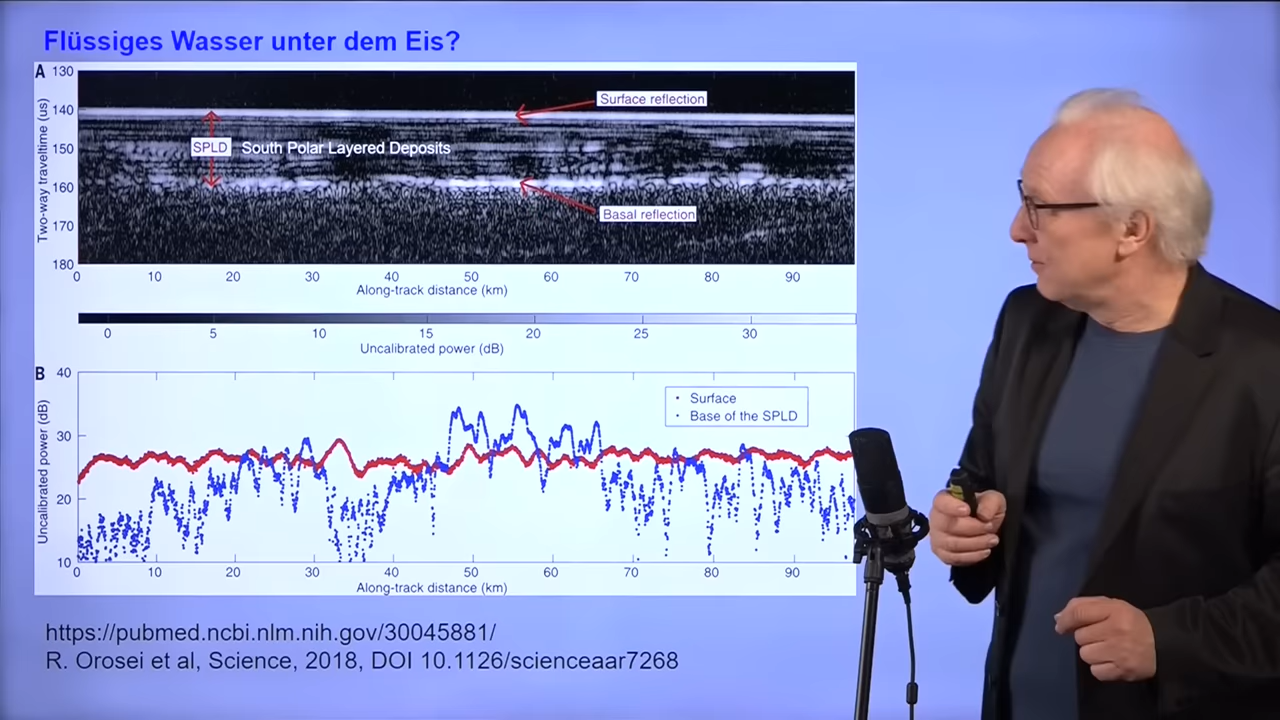 Flüssiges Wasser unter dem Eis?
A
130
140
150
160
170
180
Two-way traveltime (us)
Surface reflection
SPLD South Polar Layered Deposits
Basal reflection
0 10 20 30 40 50 60 70 80 90
Along-track distance (km)
0 5 10 15 20 25 30
Uncalibrated power (dB)
B
40
30
20
10
Uncalibrated power (dB)
Surface
Base of the SPLD
0 10 20 30 40 50 60 70 80 90
Along-track distance (km)
https://pubmed.ncbi.nlm.nih.gov/30045881/
R. Orosei et al, Science, 2018, DOI 10.1126/scienceaar7268